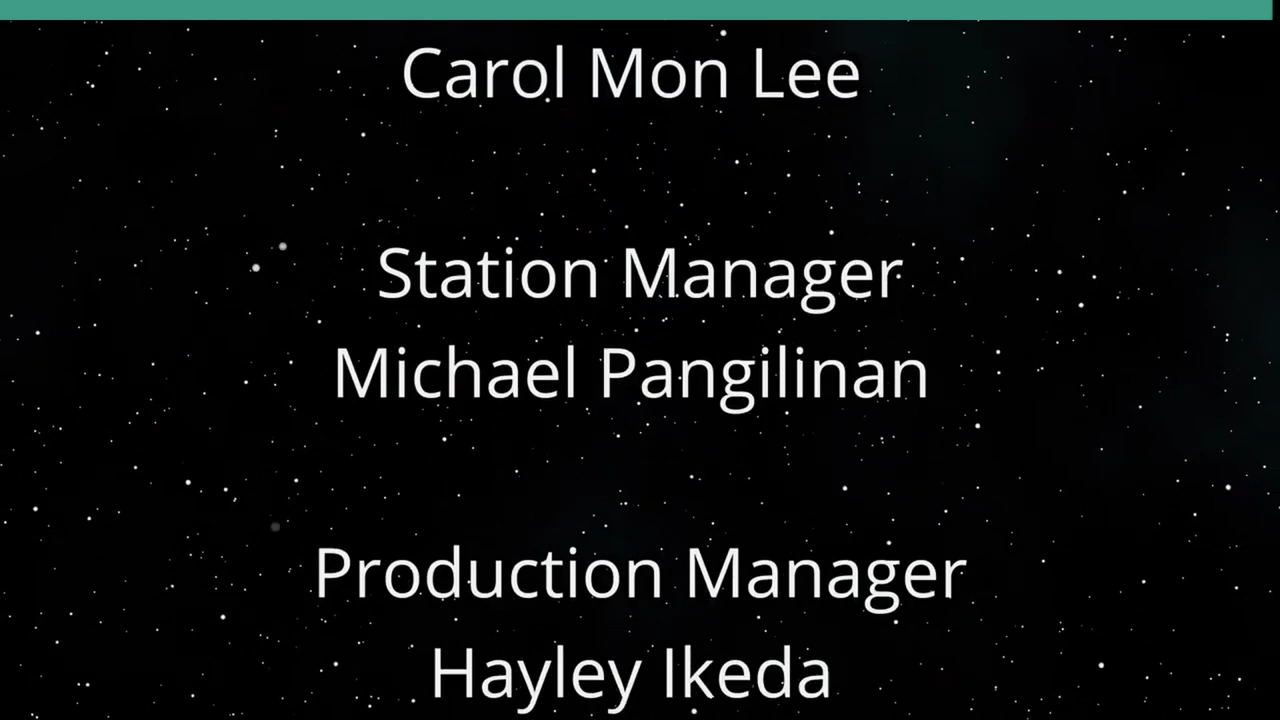 Carol Mon Lee
Station Manager
Michael Pangilinan
Production Manager
Hayley Ikeda